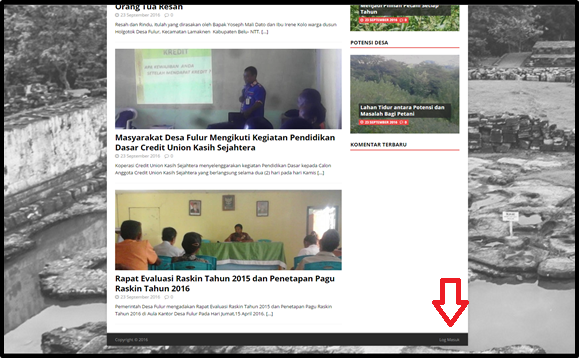 Orang Tua Resah
23 September 2016 0
Resah dan Rindu, Itulah yang dirasakan oleh Bapak Yoseph Mali Dato dan Ibu Irene Kolo warga dusun
Holgotok Desa Fulur, Kecamatan Lamaknen Kabupaten Belu- NTT. [...]
KREDIT
Masyarakat Desa Fulur Mengikuti Kegiatan Pendidikan
Dasar Credit Union Kasih Sejahtera
23 September 2016 0
Koperasi Credit Union Kasih Sejahtera menyelenggarakan kegiatan Pendidikan Dasar kepada Calon
Anggota Credit Union Kasih Sejahtera yang berlangsung selama dua (2) hari pada hari Kamis [...]
Rapat Evaluasi Raskin Tahun 2015 dan Penetapan Pagu
Raskin Tahun 2016
23 September 2016 0
Pemerintah Desa Fulur mengadakan Rapat Evaluasi Raskin Tahun 2015 dan Penetapan Pagu Raskin
Tahun 2016 di Aula Kantor Desa Fulur Pada Hari Jumat,15 April 2016. [...]
Menjadi Pilihan Petani Setiap
Tahun
23 SEPTEMBER 2016 0
POTENSI DESA
Lahan Tidur antara Potensi dan
Masalah Bagi Petani
23 SEPTEMBER 2016 0
KOMENTAR TERBARU
Copyright © 2016
Log Masuk